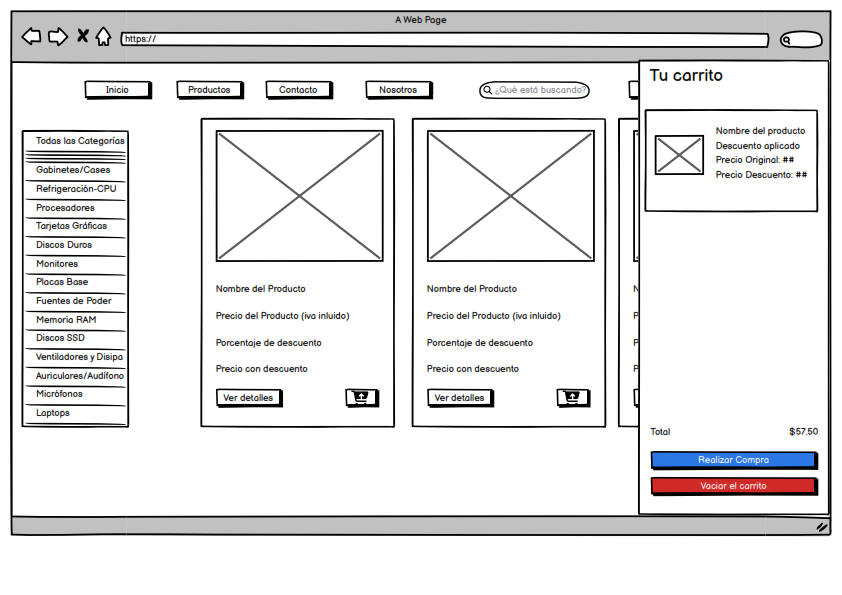 A Web Page
https://
Tu carrito
Inicio
Productos
Contacto
Nosotros
¿Qué está buscando?
Todas las Categorías
Gabinetes/Cases
Refrigeración-CPU
Procesadores
Tarjetas Gráficas
Discos Duros
Monitores
Placas Base
Fuentes de Poder
Memoria RAM
Discos SSD
Ventiladores y Disipa
Auriculares/Audífono
Micrófonos
Laptops
Nombre del Producto
Precio del Producto (iva inluido)
Porcentaje de descuento
Precio con descuento
Ver detalles
Nombre del Producto
Precio del Producto (iva inluido)
Porcentaje de descuento
Precio con descuento
Ver detalles
N
P
P
P
Nombre del producto
Descuento aplicado
Precio Original: ##
Precio Descuento: ##
Total $57.50
Realizar Compra
Vaciar el carrito